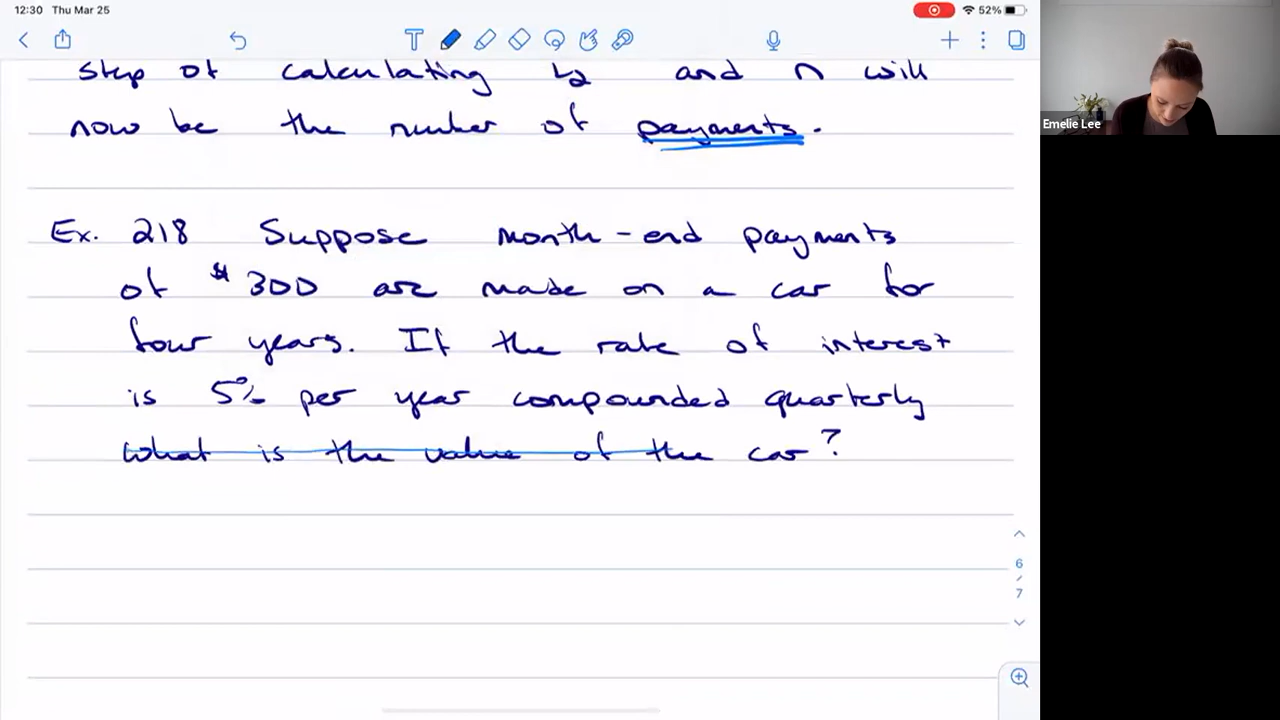 12:30 Thu Mar 25
52%
T
step of calculating i2 and n will
now be the number of payments.
Emelie Lee
Ex. 218 Suppose month-end payments
of $300 are made on a car for
four years. If the rate of interest
is 5% per year compounded quarterly
what is the value of the car?
6
7